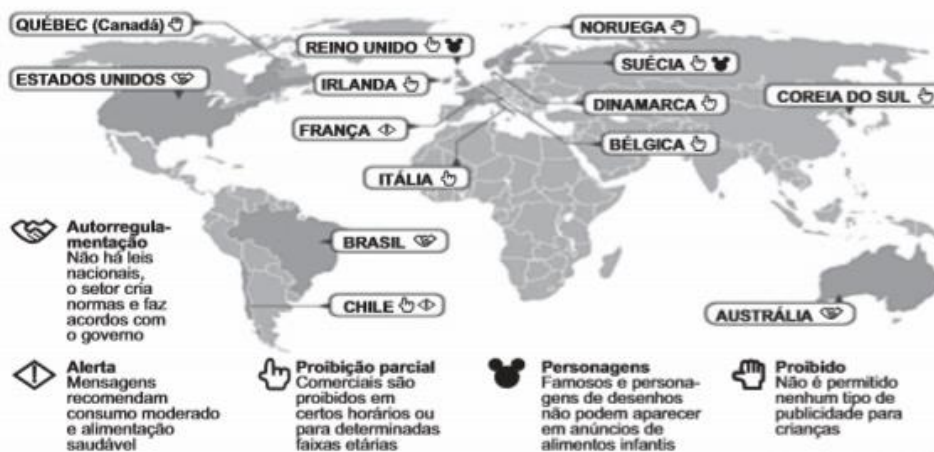 QUÉBEC (Canadá)
NORUEGA
REINO UNIDO
SUÉCIA
ESTADOS UNIDOS
IRLANDA
DINAMARCA
COREIA DO SUL
FRANÇA
BÉLGICA
ITÁLIA
BRASIL
CHILE
AUSTRÁLIA
Autorregula-
mentação
Não há leis
nacionais,
o setor cria
normas e faz
acordos com
o governo
Alerta
Mensagens
recomendam
consumo moderado
e alimentação
saudável
Proibição parcial
Comerciais são
proibidos em
certos horários ou
para determinadas
faixas etárias
Personagens
Famosos e persona-
gens de desenhos
não podem aparecer
em anúncios de
alimentos infantis
Proibido
Não é permitido
nenhum tipo de
publicidade para
crianças